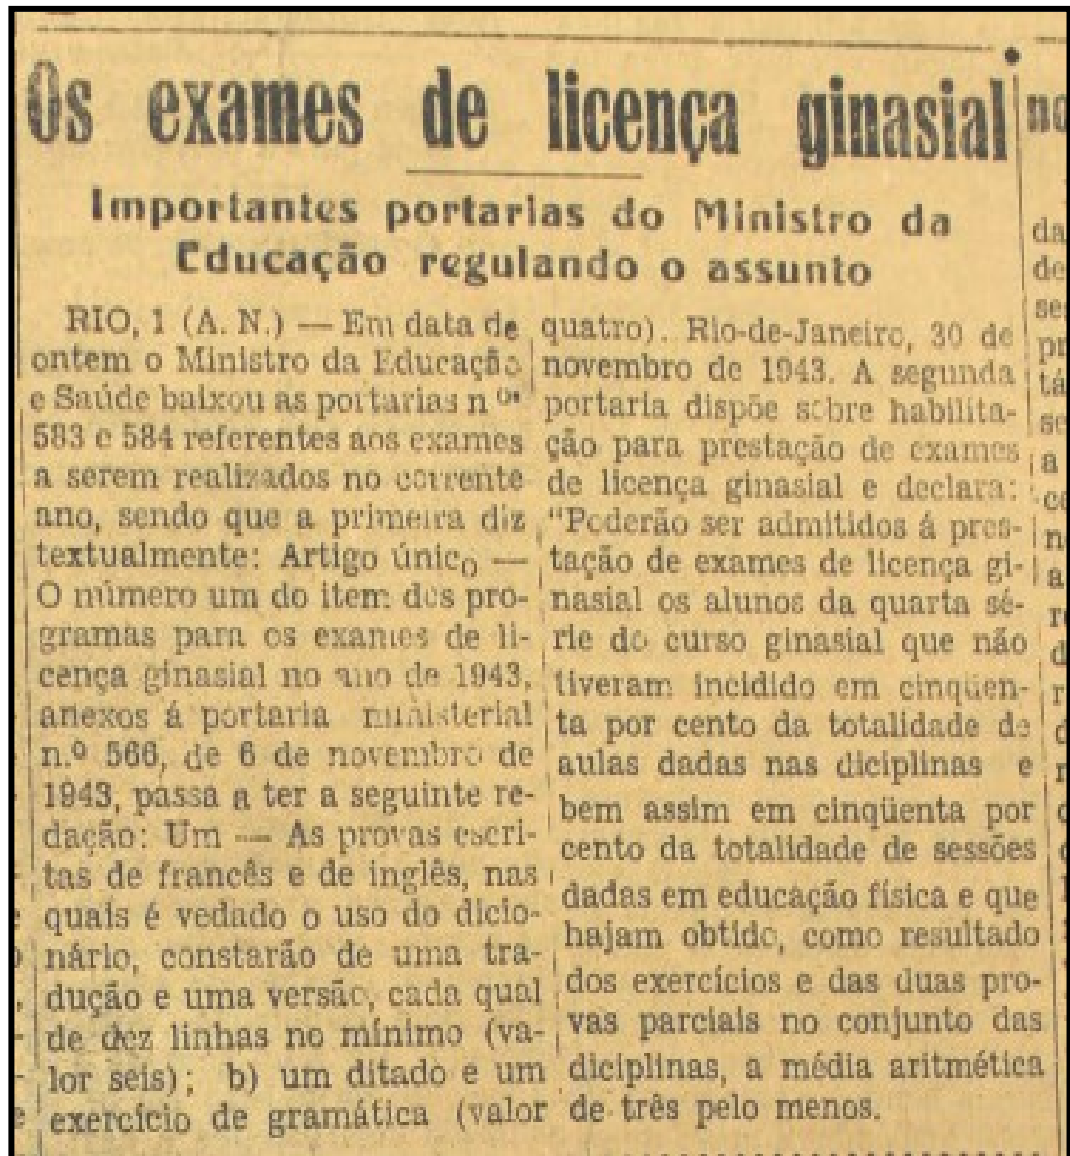 Os exames de licença ginasial
Importantes portarias do Ministro da
Educação regulando o assunto
RIO, 1 (A. N.) — Em data de
ontem o Ministro da Educação
e Saúde baixou as portarias n.ºs
583 e 584 referentes aos exames
a serem realizados no corrente
ano, sendo que a primeira diz
textualmente: Artigo único —
O número um do item dos pro-
gramas para os exames de li-
cença ginasial no ano de 1943,
anexos á portaria ministerial
n.º 566, de 6 de novembro de
1943, passa a ter a seguinte re-
dação: Um — As provas escri-
tas de francês e de inglês, nas
quais é vedado o uso do dicio-
nário, constarão de uma tra-
dução e uma versão, cada qual
de dez linhas no mínimo (va-
lor seis); b) um ditado e um
exercício de gramática (valor
quatro). Rio-de-Janeiro, 30 de
novembro de 1943. A segunda
portaria dispõe sobre habilita-
ção para prestação de exames
de licença ginasial e declara:
"Poderão ser admitidos á pres-
tação de exames de licença gi-
nasial os alunos da quarta sé-
rie do curso ginasial que não
tiveram incidido em cinqüen-
ta por cento da totalidade de
aulas dadas nas diciplinas e
bem assim em cinqüenta por
cento da totalidade de sessões
dadas em educação física e que
hajam obtido, como resultado
dos exercícios e das duas pro-
vas parciais no conjunto das
diciplinas, a média aritmética
de três pelo menos.